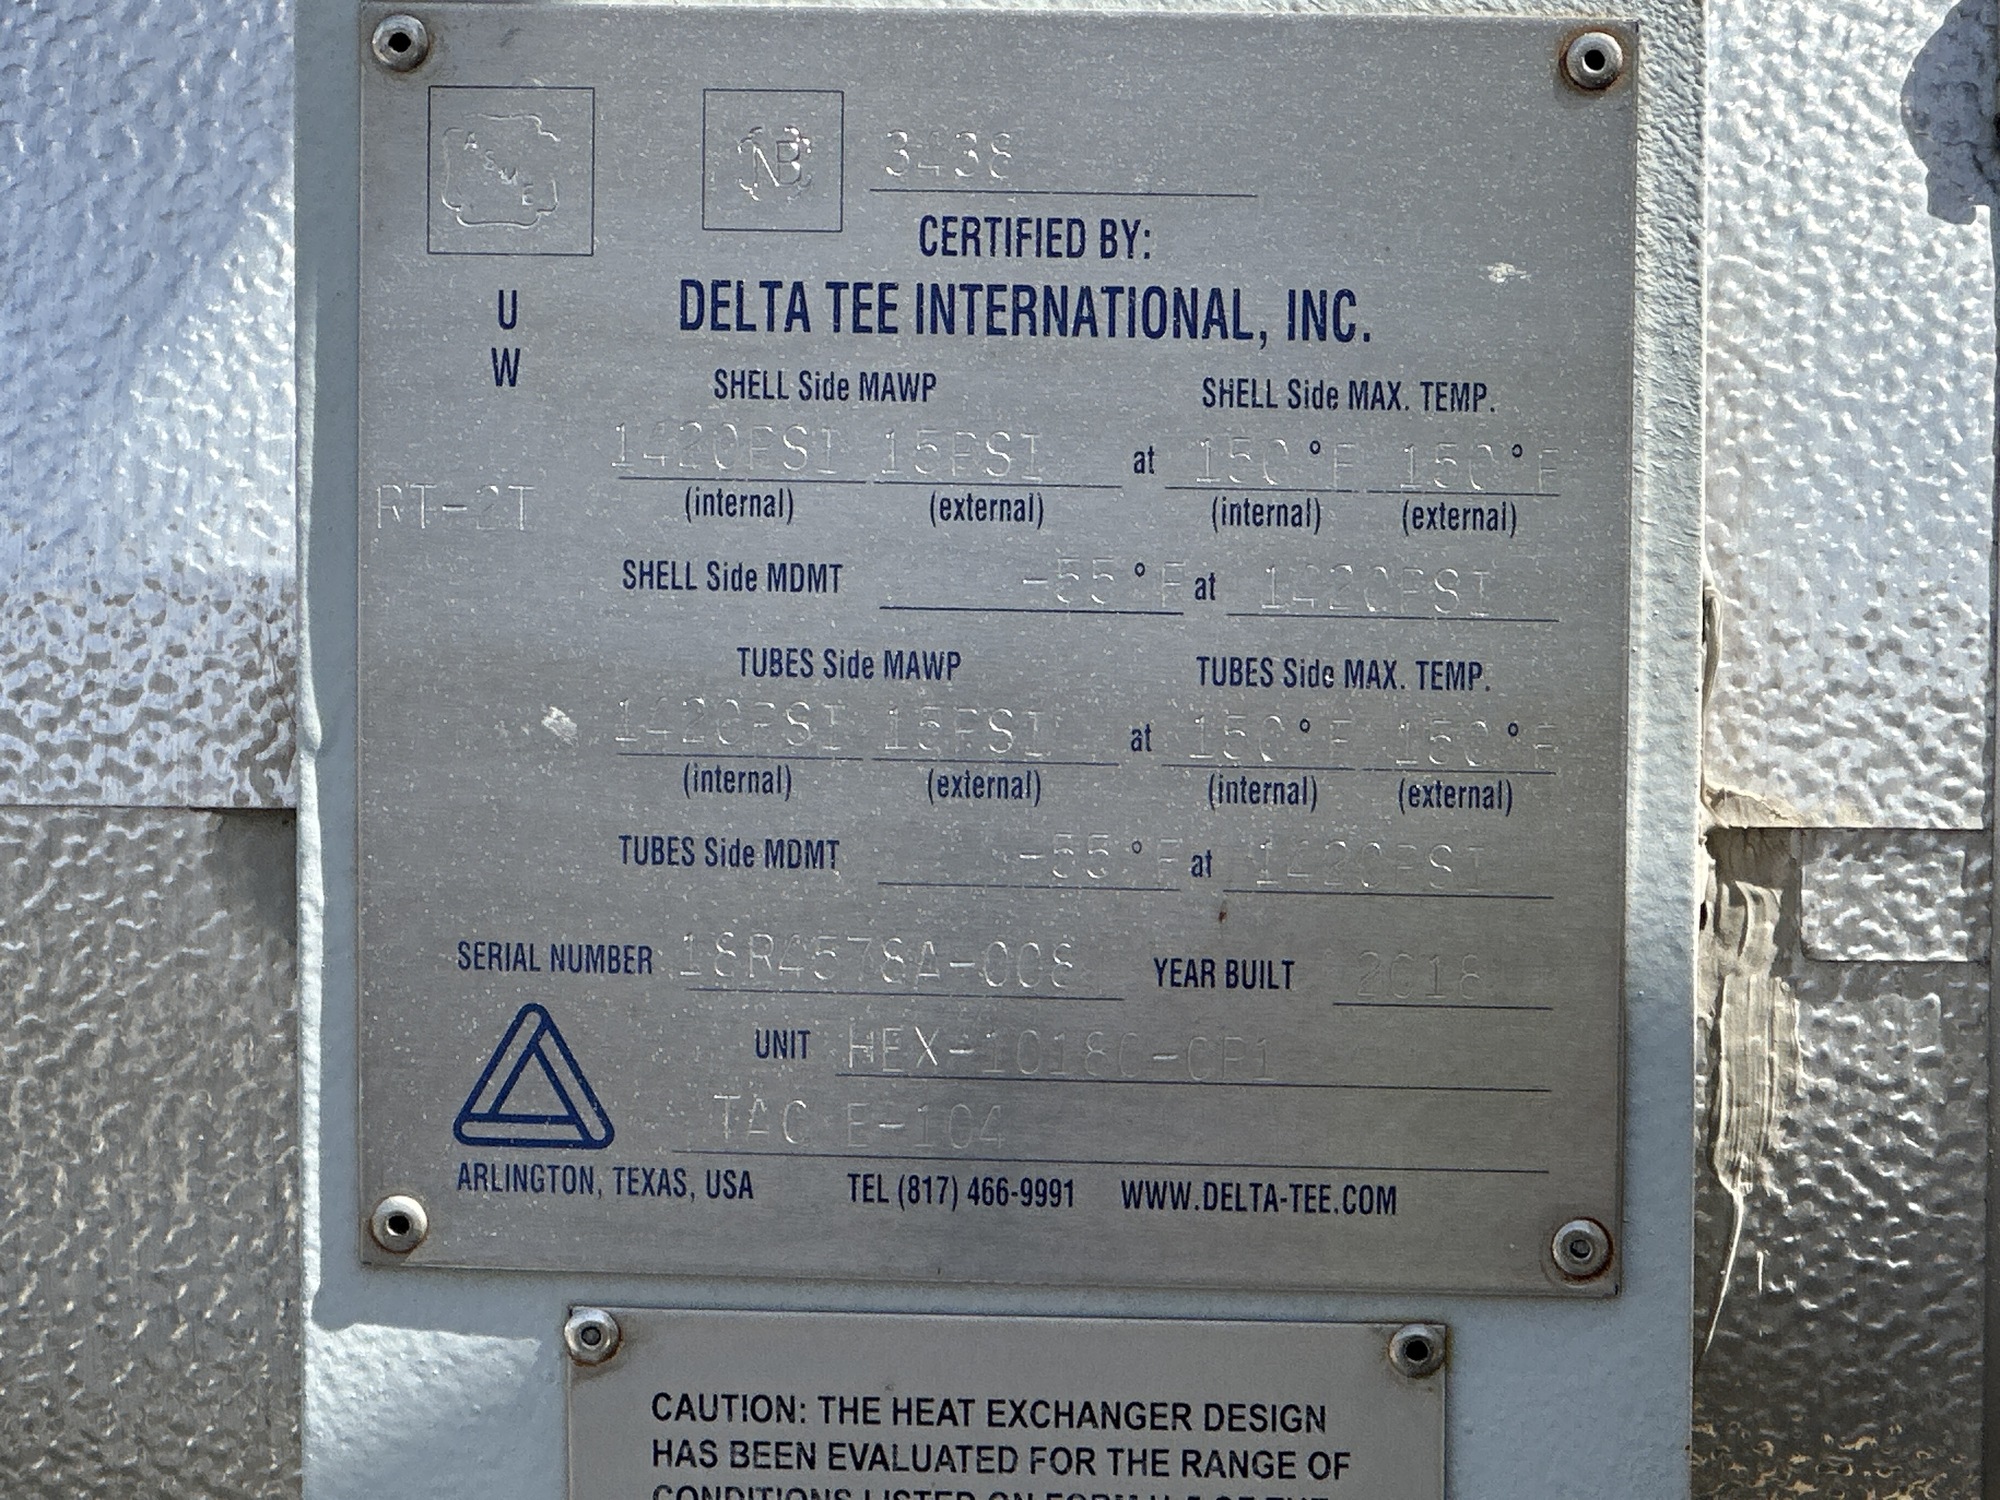 ASME NB 3438
CERTIFIED BY:
U DELTA TEE INTERNATIONAL, INC.
W
SHELL Side MAWP SHELL Side MAX. TEMP.
1420PSI 15PSI at 150°F 150°F
RT-2T (internal) (external) (internal) (external)
SHELL Side MDMT -55°F at 1420PSI
TUBES Side MAWP TUBES Side MAX. TEMP.
1420PSI 15PSI at 150°F 150°F
(internal) (external) (internal) (external)
TUBES Side MDMT -55°F at 1420PSI
SERIAL NUMBER 18R4578A-008 YEAR BUILT 2018
UNIT
TAG E-104
ARLINGTON, TEXAS, USA TEL (817) 466-9991 WWW.DELTA-TEE.COM
CAUTION: THE HEAT EXCHANGER DESIGN
HAS BEEN EVALUATED FOR THE RANGE OF
CONDITIONS LISTED ON FORM